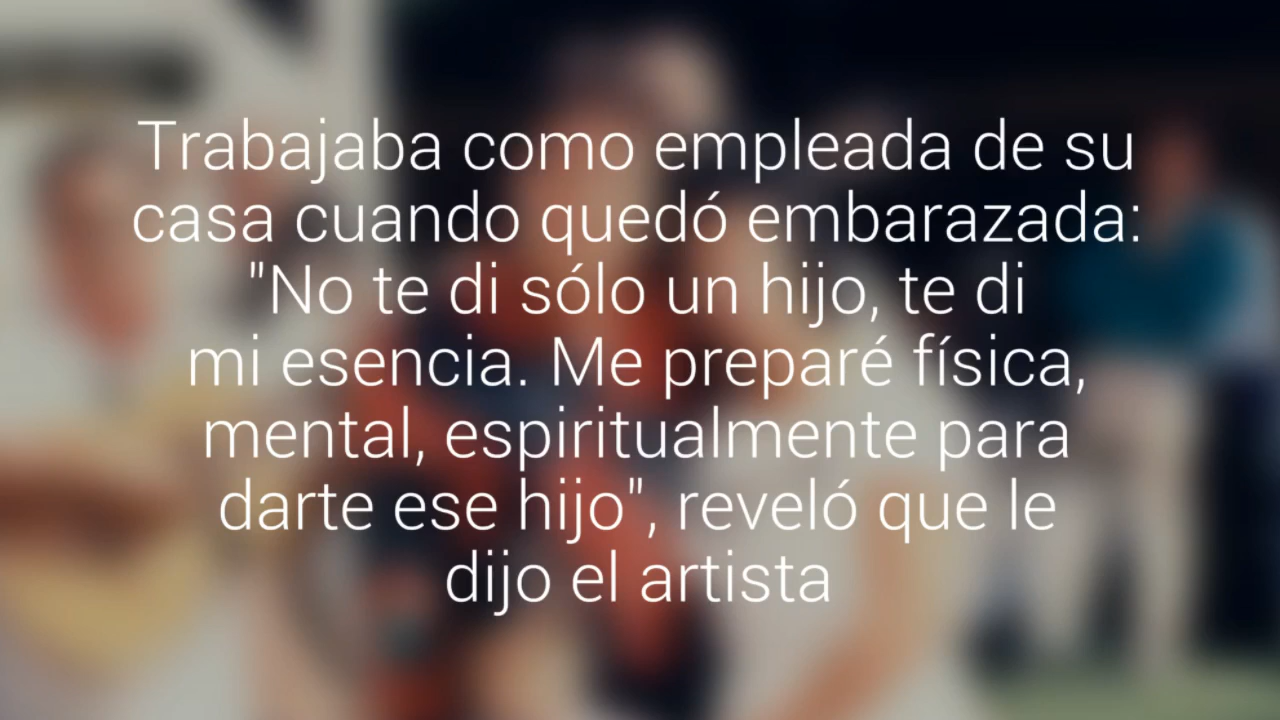 Trabajaba como empleada de su
casa cuando quedó embarazada:
"No te di sólo un hijo, te di
mi esencia. Me preparé física,
mental, espiritualmente para
darte ese hijo", reveló que le
dijo el artista